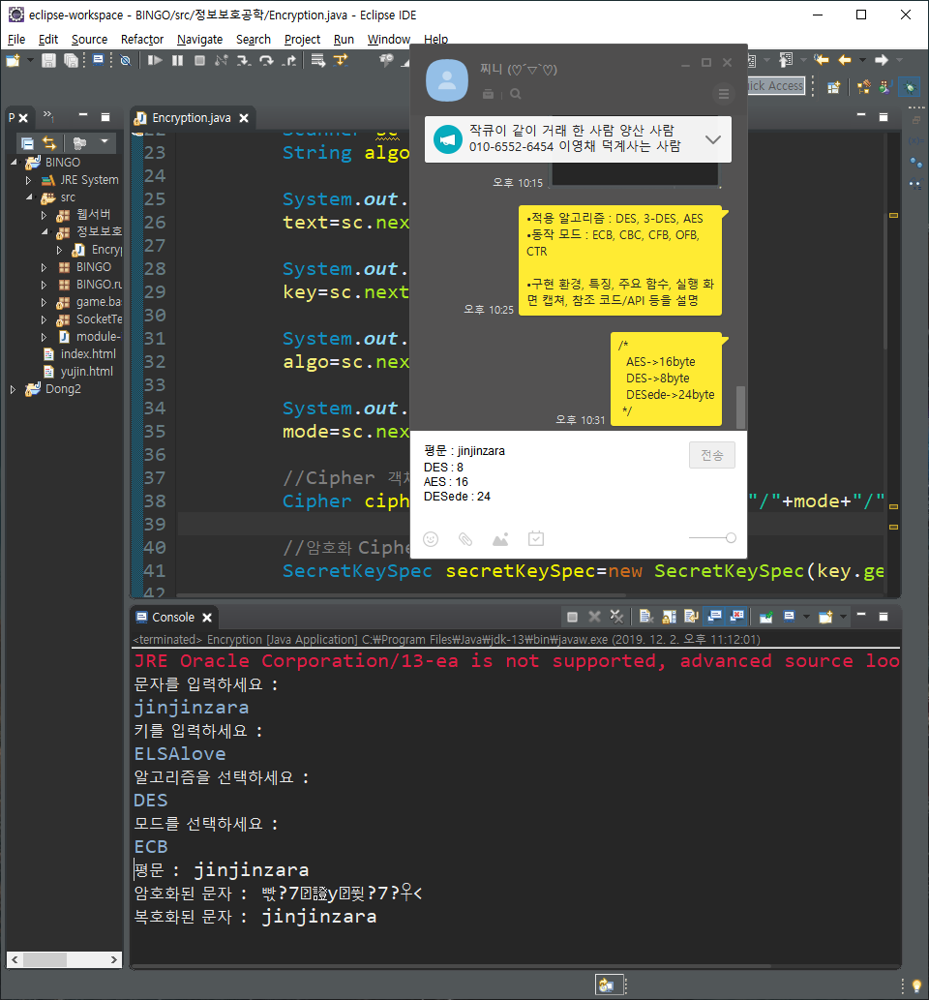 eclipse-workspace - BINGO/src/정보보호공학/Encryption.java - Eclipse IDE
File Edit Source Refactor Navigate Search Project Run Window Help
찌니 (♡´▽`♡)
Quick Access
작큐이 같이 거래 한 사람 양산 사람
010-6552-6454 이영채 덕계사는 사람
오후 10:15
•적용 알고리즘 : DES, 3-DES, AES
•동작 모드 : ECB, CBC, CFB, OFB,
CTR
•구현 환경, 특징, 주요 함수, 실행 화
면 캡쳐, 참조 코드/API 등을 설명
오후 10:25
/*
AES->16byte
DES->8byte
DESede->24byte
*/
오후 10:31
평문 : jinjinzara
DES : 8
AES : 16
DESede : 24
전송
P
BINGO
JRE System
src
웹서버
정보보호
Encryp
BINGO
BINGO.ru
game.ba
SocketTe
module-
index.html
yujin.html
Dong2
Encryption.java
22 Scanner sc
23 String algo
24
25 System.out.
26 text=sc.nex
27
28 System.out.
29 key=sc.next
30
31 System.out.
32 algo=sc.nex
33
34 System.out.
35 mode=sc.nex
36
37 //Cipher 객체
38 Cipher ciph "/"+mode+"/"
39
40 //암호화 Ciphe
41 SecretKeySpec secretKeySpec=new SecretKeySpec(key.ge
42
Console
<terminated> Encryption [Java Application] C:₩Program Files₩Java₩jdk-13₩bin₩javaw.exe (2019. 12. 2. 오후 11:12:01)
JRE Oracle Corporation/13-ea is not supported, advanced source loo
문자를 입력하세요 :
jinjinzara
키를 입력하세요 :
ELSAlove
알고리즘을 선택하세요 :
DES
모드를 선택하세요 :
ECB
평문 : jinjinzara
암호화된 문자 :
복호화된 문자 : jinjinzara